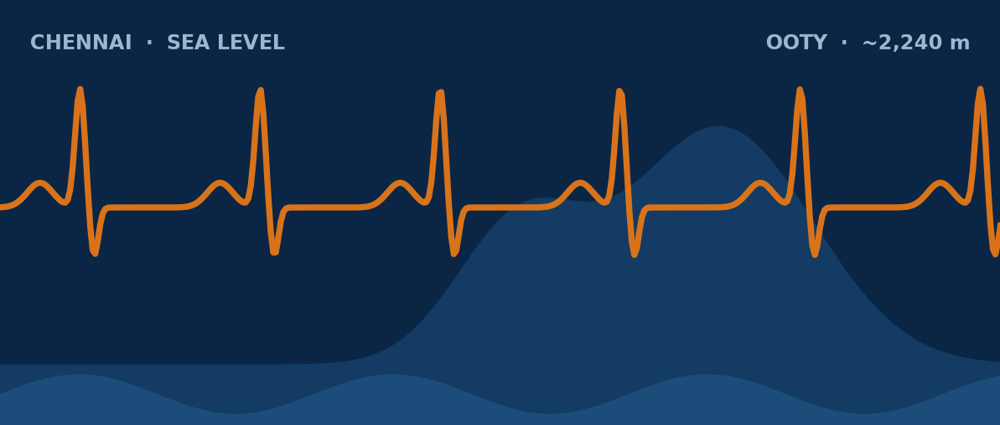 CHENNAI · SEA LEVEL
OOTY · ~2,240 m